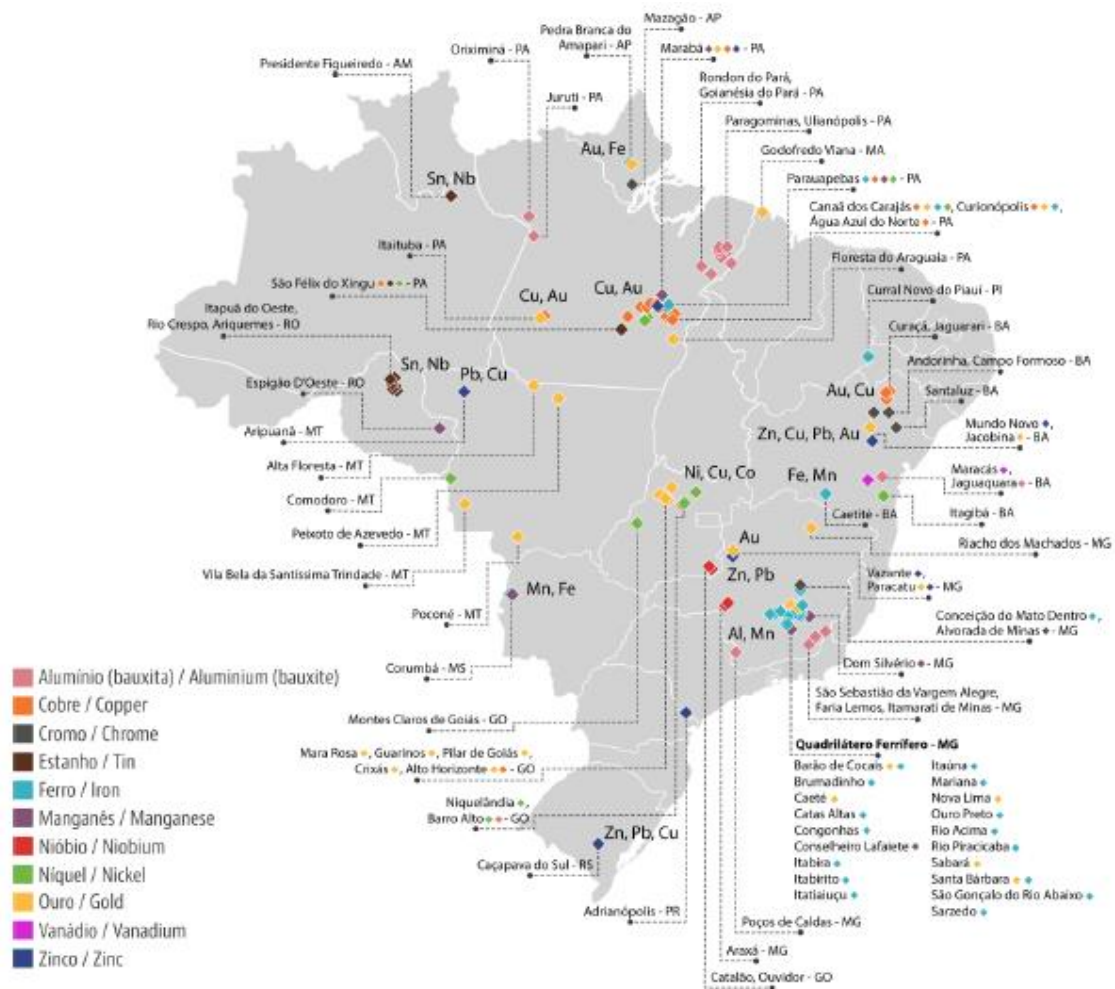 Mazagão - AP
Pedra Branca do
Amapari - AP
Oriximiná - PA
Marabá - PA
Presidente Figueiredo - AM
Rondon do Pará,
Goianésia do Pará - PA
Juruti - PA
Paragominas, Ulianópolis - PA
Au, Fe
Godofredo Viana - MA
Sn, Nb
Parauapebas - PA
Canaã dos Carajás, Curionópolis,
Água Azul do Norte - PA
Itaituba - PA
Floresta do Araguaia - PA
São Félix do Xingu - PA
Cu, Au
Cu, Au
Curral Novo do Piauí - PI
Itapuã do Oeste,
Rio Crespo, Ariquemes - RO
Curaçá, Jaguarari - BA
Sn, Nb
Pb, Cu
Andorinha, Campo Formoso - BA
Espigão D'Oeste - RO
Au, Cu
Santaluz - BA
Aripuanã - MT
Zn, Cu, Pb, Au
Mundo Novo,
Jacobina - BA
Alta Floresta - MT
Ni, Cu, Co
Fe, Mn
Maracás,
Jaguaquara - BA
Comodoro - MT
Caetité - BA
Itagibá - BA
Peixoto de Azevedo - MT
Au
Riacho dos Machados - MG
Vila Bela da Santíssima Trindade - MT
Zn, Pb
Vazante,
Paracatu - MG
Mn, Fe
Poconé - MT
Conceição do Mato Dentro,
Alvorada de Minas - MG
Al, Mn
Corumbá - MS
Dom Silvério - MG
Alumínio (bauxita) / Aluminium (bauxite)
Cobre / Copper
Cromo / Chrome
Estanho / Tin
Ferro / Iron
Manganês / Manganese
Nióbio / Niobium
Níquel / Nickel
Ouro / Gold
Vanádio / Vanadium
Zinco / Zinc
São Sebastião da Vargem Alegre,
Faria Lemos, Itamarati de Minas - MG
Montes Claros de Goiás - GO
Mara Rosa, Guarinos, Pilar de Goiás,
Crixás, Alto Horizonte - GO
Niquelândia,
Barro Alto - GO
Zn, Pb, Cu
Caçapava do Sul - RS
Adrianópolis - PR
Quadrilátero Ferrífero - MG
Barão de Cocais
Brumadinho
Caeté
Catas Altas
Congonhas
Conselheiro Lafaiete
Itabira
Itabirito
Itatiaiuçu
Itaúna
Mariana
Nova Lima
Ouro Preto
Rio Acima
Rio Piracicaba
Sabará
Santa Bárbara
São Gonçalo do Rio Abaixo
Sarzedo
Poços de Caldas - MG
Araxá - MG
Catalão, Ouvidor - GO